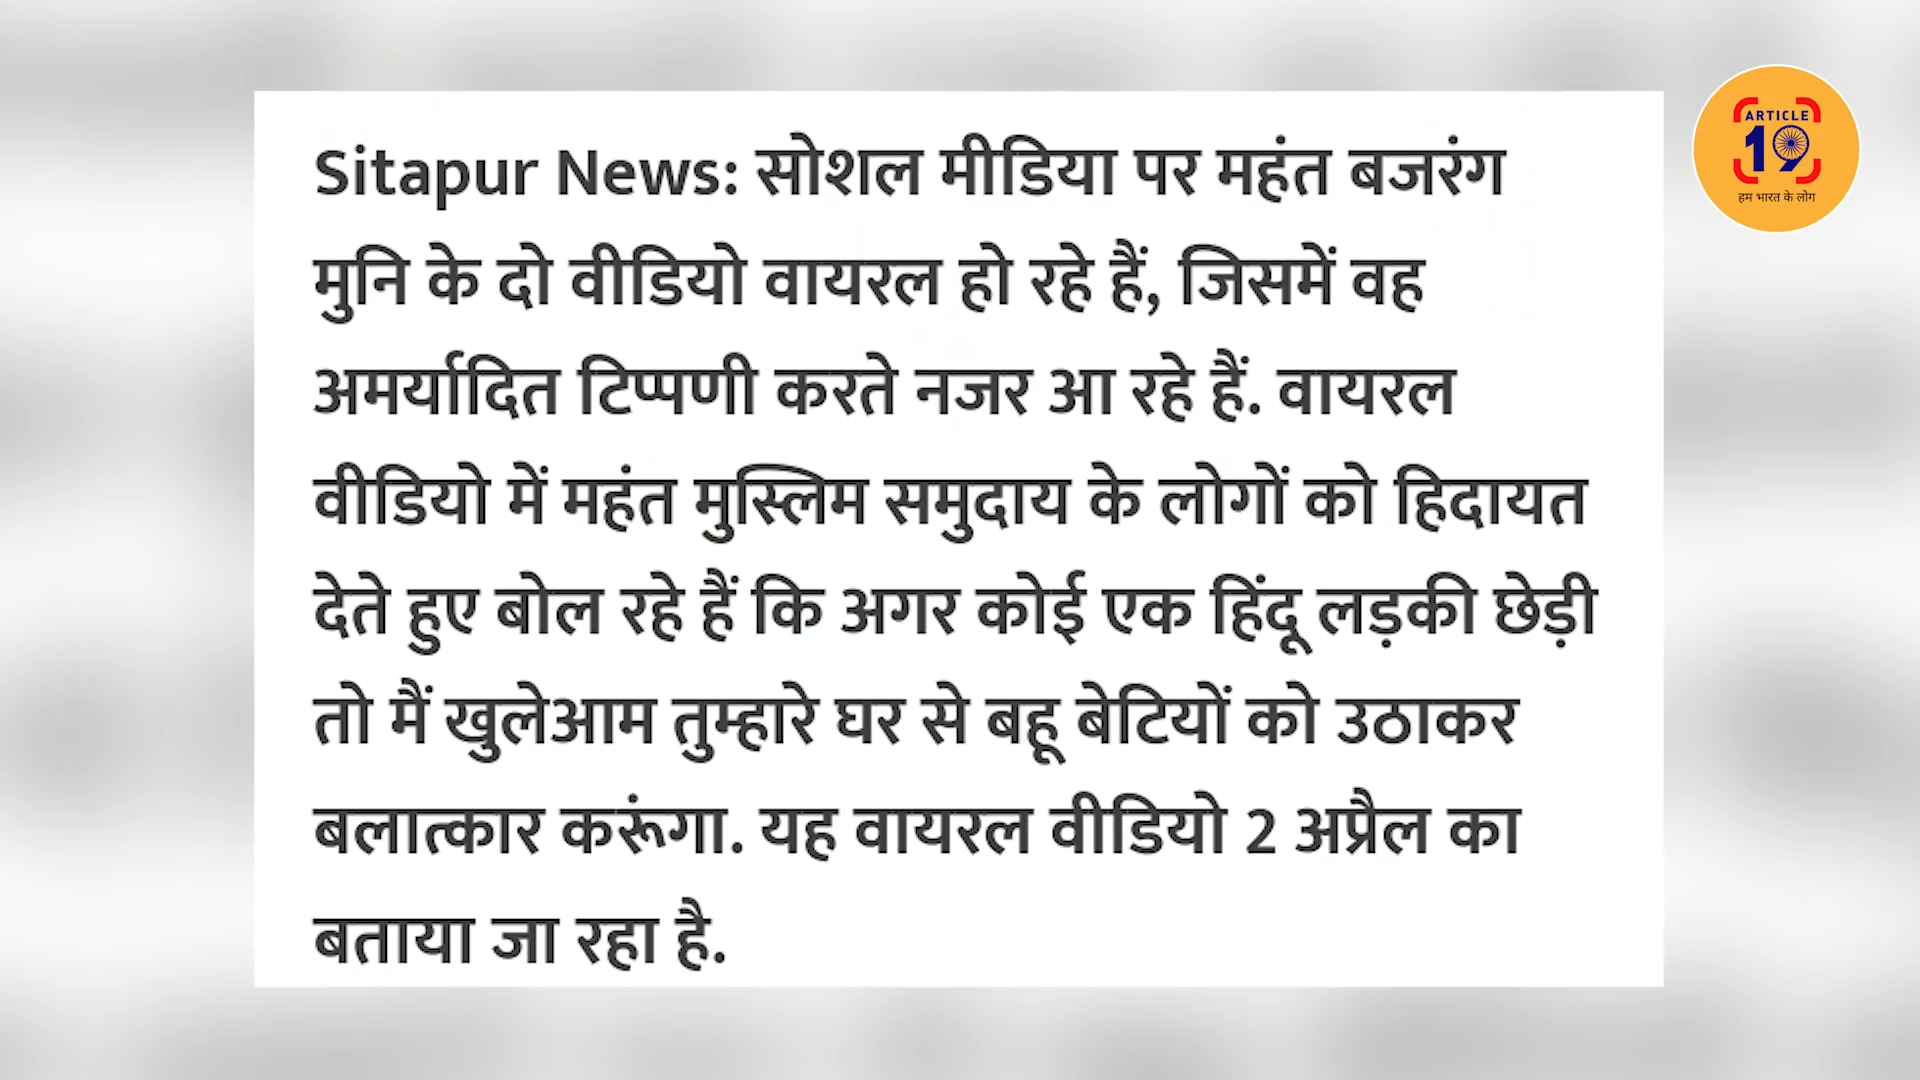 Sitapur News: सोशल मीडिया पर महंत बजरंग
मुनि के दो वीडियो वायरल हो रहे हैं, जिसमें वह
अमर्यादित टिप्पणी करते नजर आ रहे हैं. वायरल
वीडियो में महंत मुस्लिम समुदाय के लोगों को हिदायत
देते हुए बोल रहे हैं कि अगर कोई एक हिंदू लड़की छेड़ी
तो मैं खुलेआम तुम्हारे घर से बहू बेटियों को उठाकर
बलात्कार करूंगा. यह वायरल वीडियो 2 अप्रैल का
बताया जा रहा है.
ARTICLE
19
हम भारत के लोग